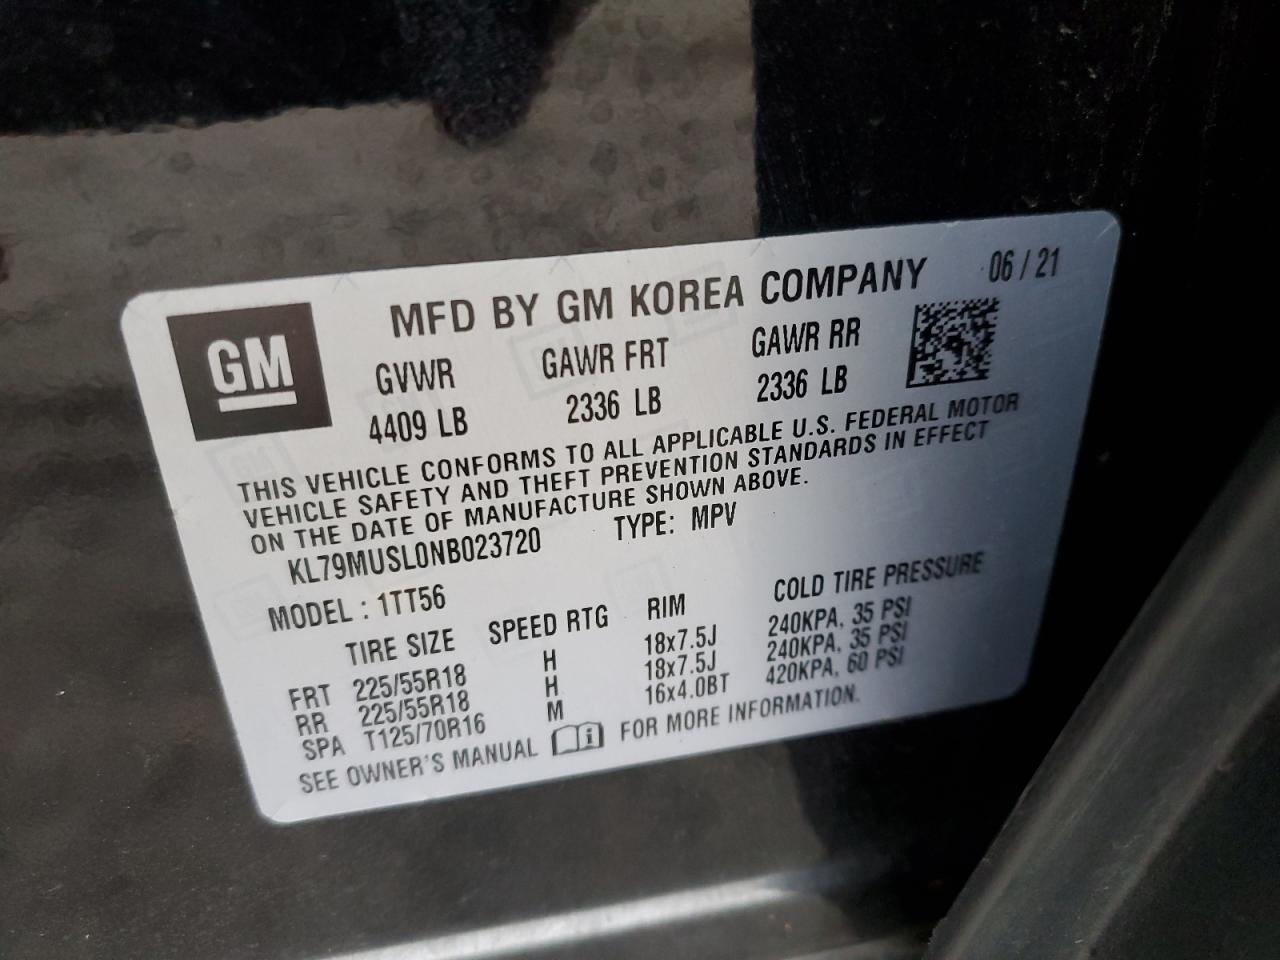 GM
MFD BY GM KOREA COMPANY 06 / 21
GVWR GAWR FRT GAWR RR
4409 LB 2336 LB 2336 LB
THIS VEHICLE CONFORMS TO ALL APPLICABLE U.S. FEDERAL MOTOR
VEHICLE SAFETY AND THEFT PREVENTION STANDARDS IN EFFECT
ON THE DATE OF MANUFACTURE SHOWN ABOVE.
KL79MUSL0NB023720 TYPE: MPV
MODEL : 1TT56
TIRE SIZE SPEED RTG RIM COLD TIRE PRESSURE
FRT 225/55R18 H 18x7.5J 240KPA, 35 PSI
RR 225/55R18 H 18x7.5J 240KPA, 35 PSI
SPA T125/70R16 M 16x4.0BT 420KPA, 60 PSI
SEE OWNER'S MANUAL i FOR MORE INFORMATION.